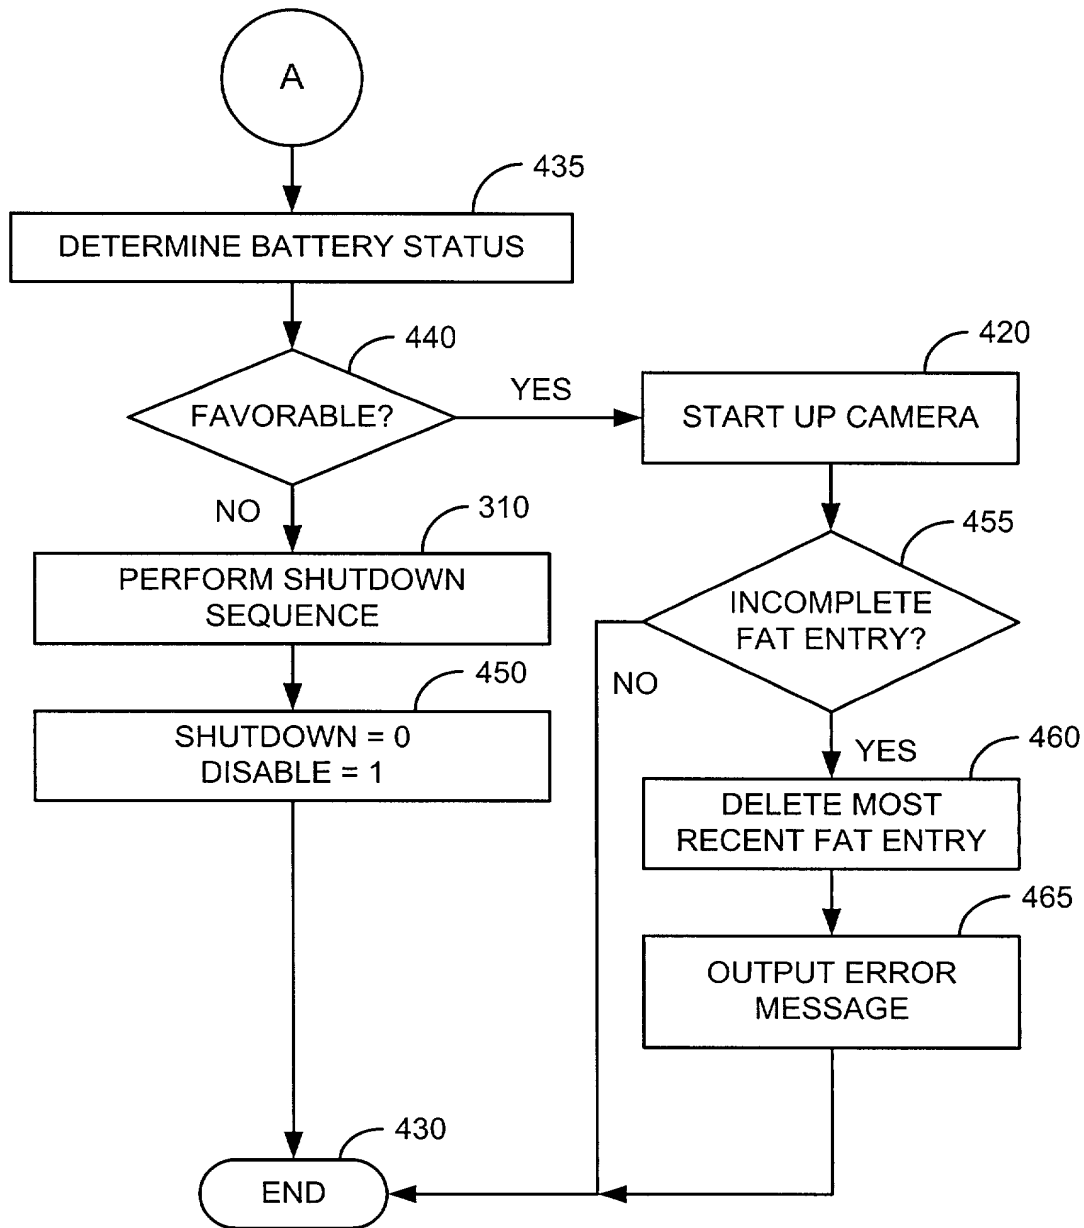 A
435
DETERMINE BATTERY STATUS
440
FAVORABLE?
YES
420
START UP CAMERA
NO
310
PERFORM SHUTDOWN
SEQUENCE
455
INCOMPLETE
FAT ENTRY?
NO
450
SHUTDOWN = 0
DISABLE = 1
YES
460
DELETE MOST
RECENT FAT ENTRY
465
OUTPUT ERROR
MESSAGE
430
END